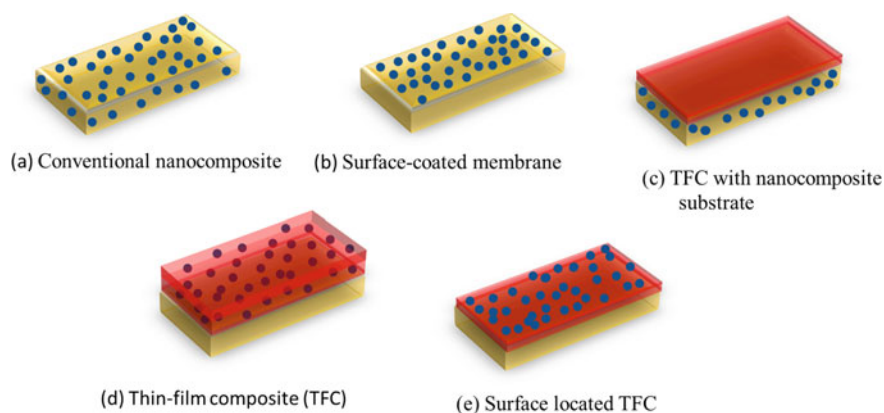 (a) Conventional nanocomposite
(b) Surface-coated membrane
(c) TFC with nanocomposite
substrate
(d) Thin-film composite (TFC)
(e) Surface located TFC